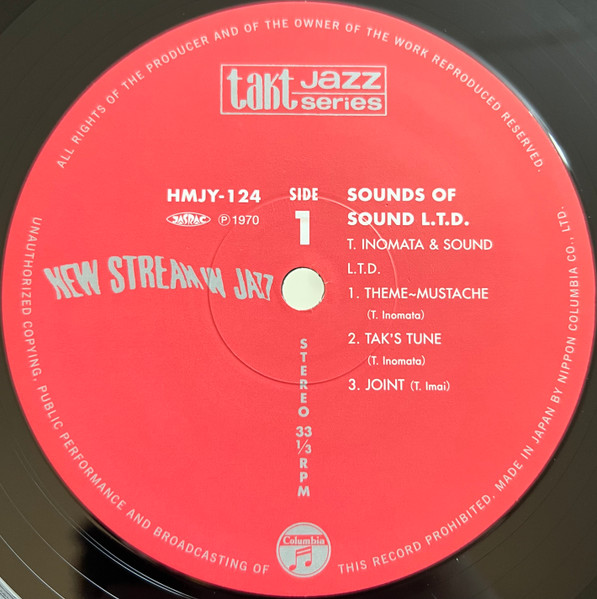 ALL RIGHTS OF THE PRODUCER AND OF THE OWNER OF THE WORK REPRODUCED RESERVED.
takt jazz
series
HMJY-124
JASRAC ℗ 1970
SIDE
1
SOUNDS OF
SOUND L.T.D.
T. INOMATA & SOUND
L.T.D.
1. THEME~MUSTACHE
(T. Inomata)
2. TAK'S TUNE
(T. Inomata)
3. JOINT (T. Imai)
NEW STREAM IN JAZZ
STEREO 33 1/3 RPM
Columbia
UNAUTHORIZED COPYING, PUBLIC PERFORMANCE AND BROADCASTING OF THIS RECORD PROHIBITED. MADE IN JAPAN BY NIPPON COLUMBIA CO., LTD.